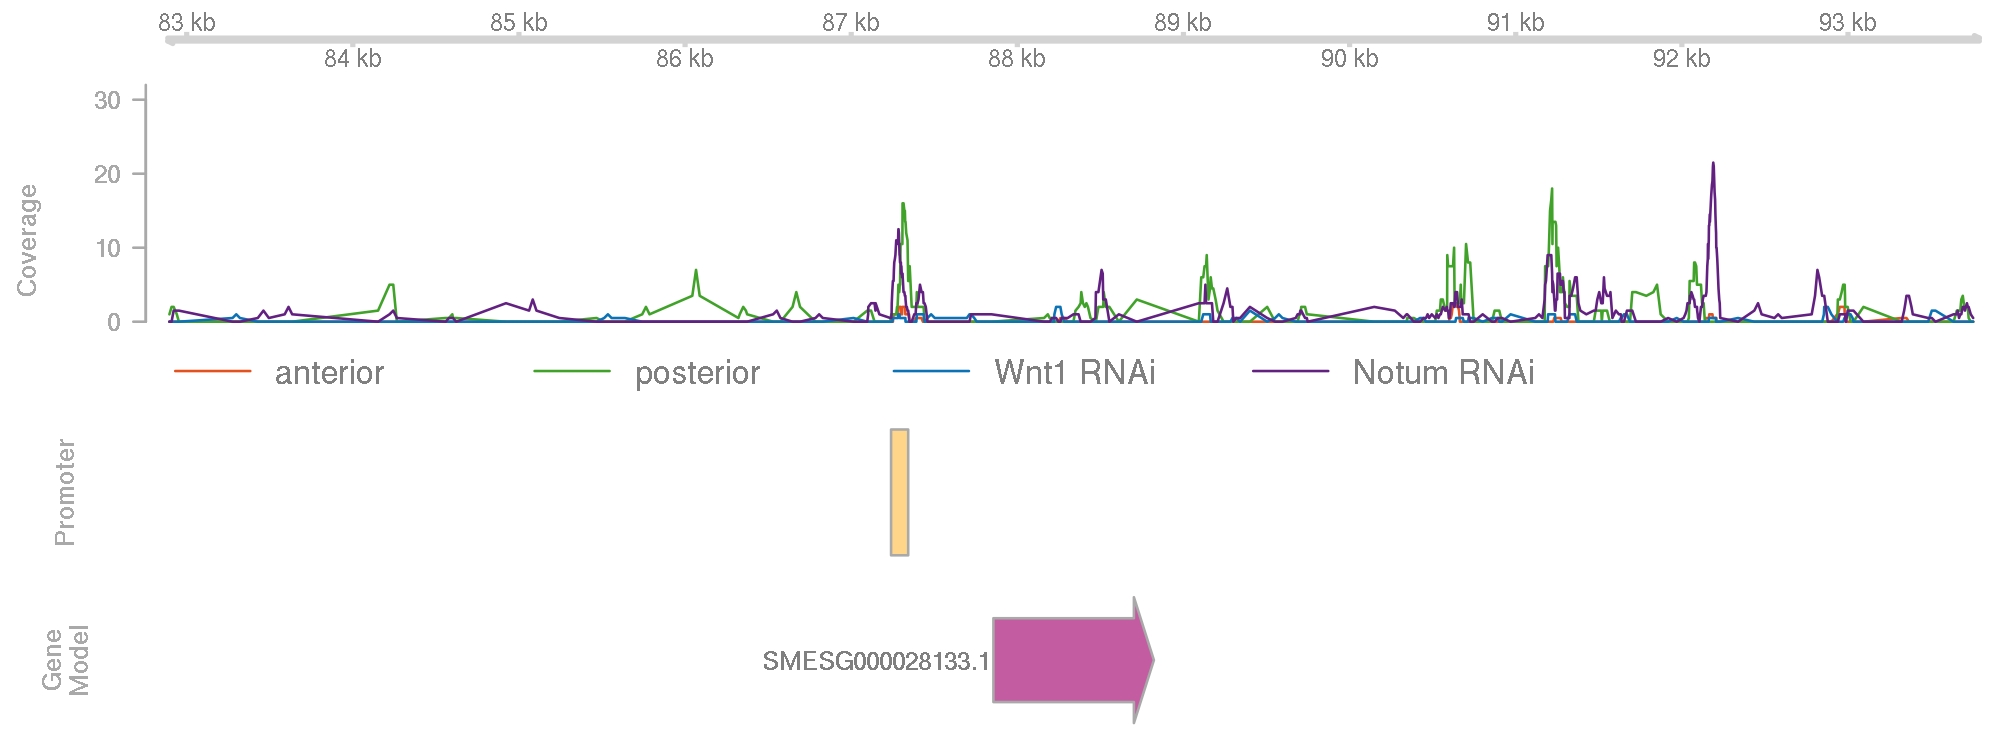 83 kb 85 kb 87 kb 89 kb 91 kb 93 kb
84 kb 86 kb 88 kb 90 kb 92 kb
30
20
10
0
Coverage
anterior posterior Wnt1 RNAi Notum RNAi
Promoter
Gene
Model
SMESG000028133.1